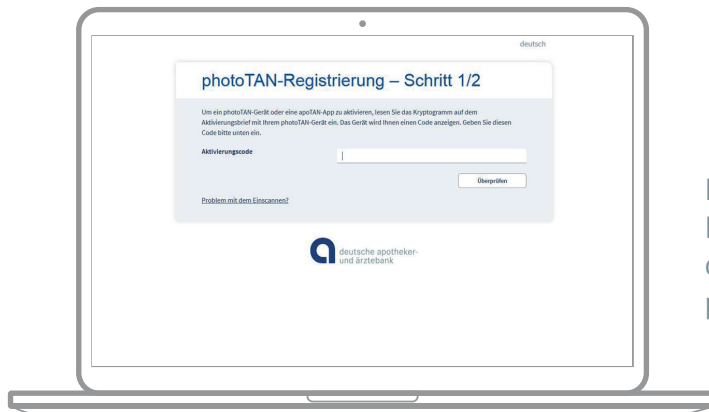 deutsch
photoTAN-Registrierung – Schritt 1/2
Um ein photoTAN-Gerät oder eine apoTAN-App zu aktivieren, lesen Sie das Kryptogramm auf dem
Aktivierungsbrief mit Ihrem photoTAN-Gerät ein. Das Gerät wird Ihnen einen Code anzeigen. Geben Sie diesen
Code bitte unten ein.
Aktivierungscode
Überprüfen
Problem mit dem Einscannen?
deutsche apotheker-
und ärztebank